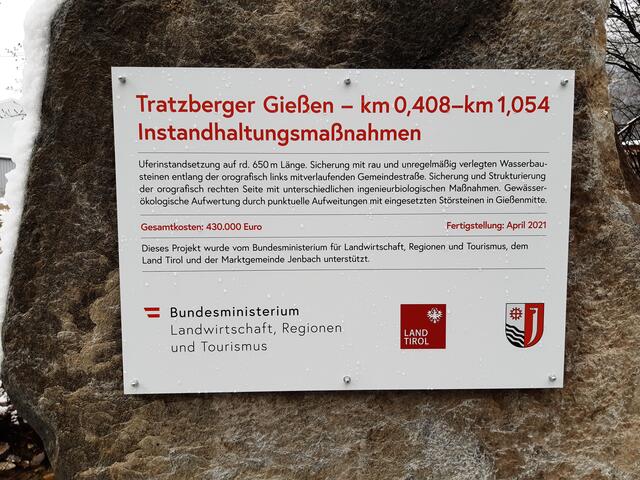 Tratzberger Gießen – km 0,408–km 1,054
Instandhaltungsmaßnahmen
Uferinstandsetzung auf rd. 650 m Länge. Sicherung mit rau und unregelmäßig verlegten Wasserbau-
steinen entlang der orografisch links mitverlaufenden Gemeindestraße. Sicherung und Strukturierung
der orografisch rechten Seite mit unterschiedlichen ingenieurbiologischen Maßnahmen. Gewässer-
ökologische Aufwertung durch punktuelle Aufweitungen mit eingesetzten Störsteinen in Gießenmitte.
Gesamtkosten: 430.000 Euro Fertigstellung: April 2021
Dieses Projekt wurde vom Bundesministerium für Landwirtschaft, Regionen und Tourismus, dem
Land Tirol und der Marktgemeinde Jenbach unterstützt.
Bundesministerium
Landwirtschaft, Regionen
und Tourismus
LAND
TIROL